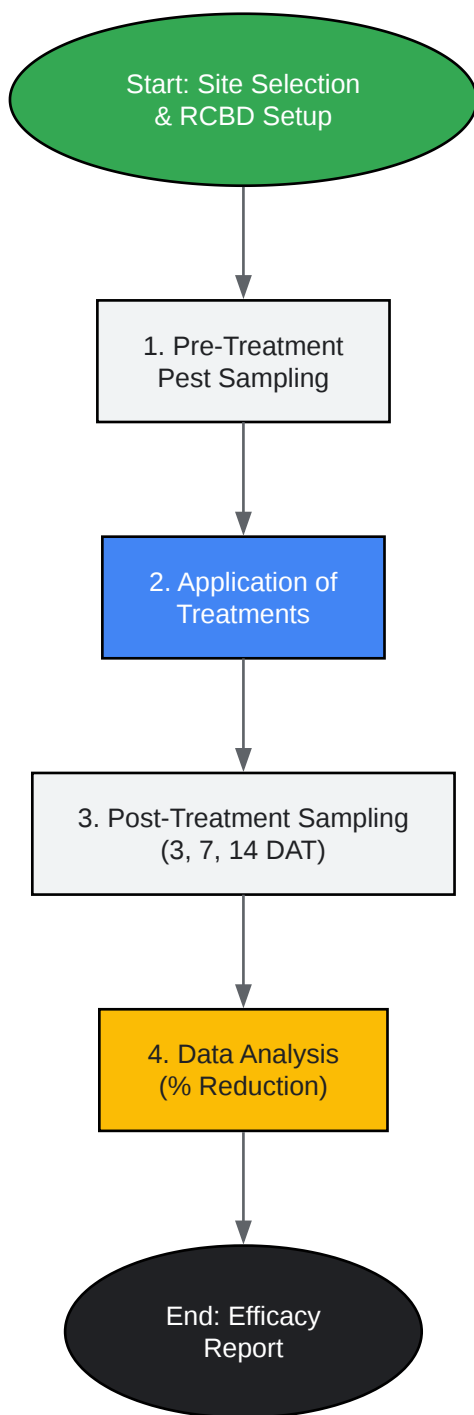 Start: Site Selection
& RCBD Setup
1. Pre-Treatment
Pest Sampling
2. Application of
Treatments
3. Post-Treatment Sampling
(3, 7, 14 DAT)
4. Data Analysis
(% Reduction)
End: Efficacy
Report